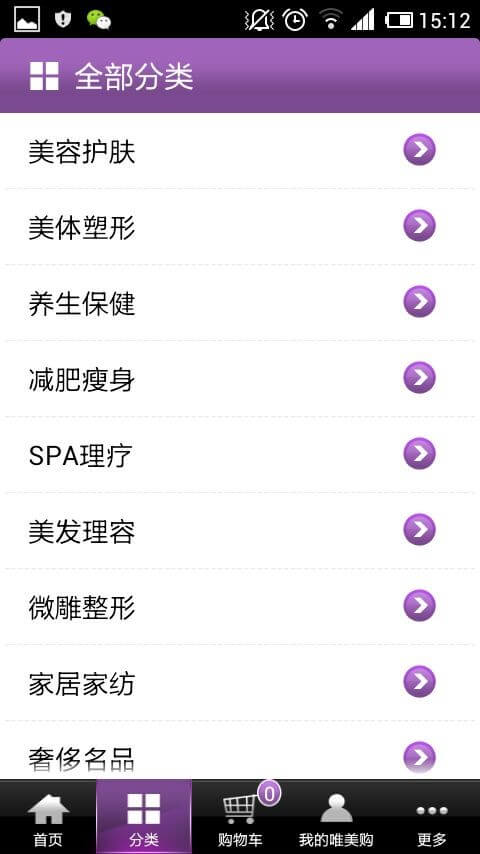 15:12
全部分类
美容护肤
美体塑形
养生保健
减肥瘦身
SPA理疗
美发理容
微雕整形
家居家纺
奢侈名品
0
首页
分类
购物车
我的唯美购
更多